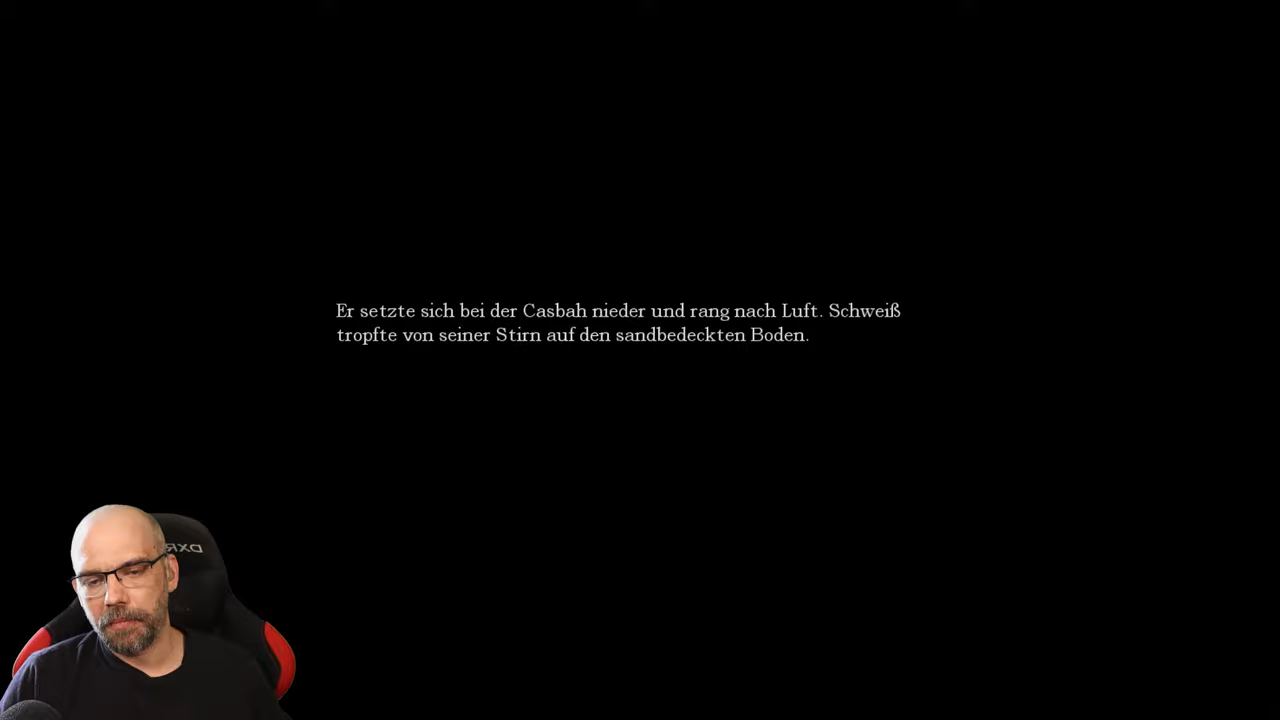 Er setzte sich bei der Casbah nieder und rang nach Luft. Schweiß
tropfte von seiner Stirn auf den sandbedeckten Boden.
DXR